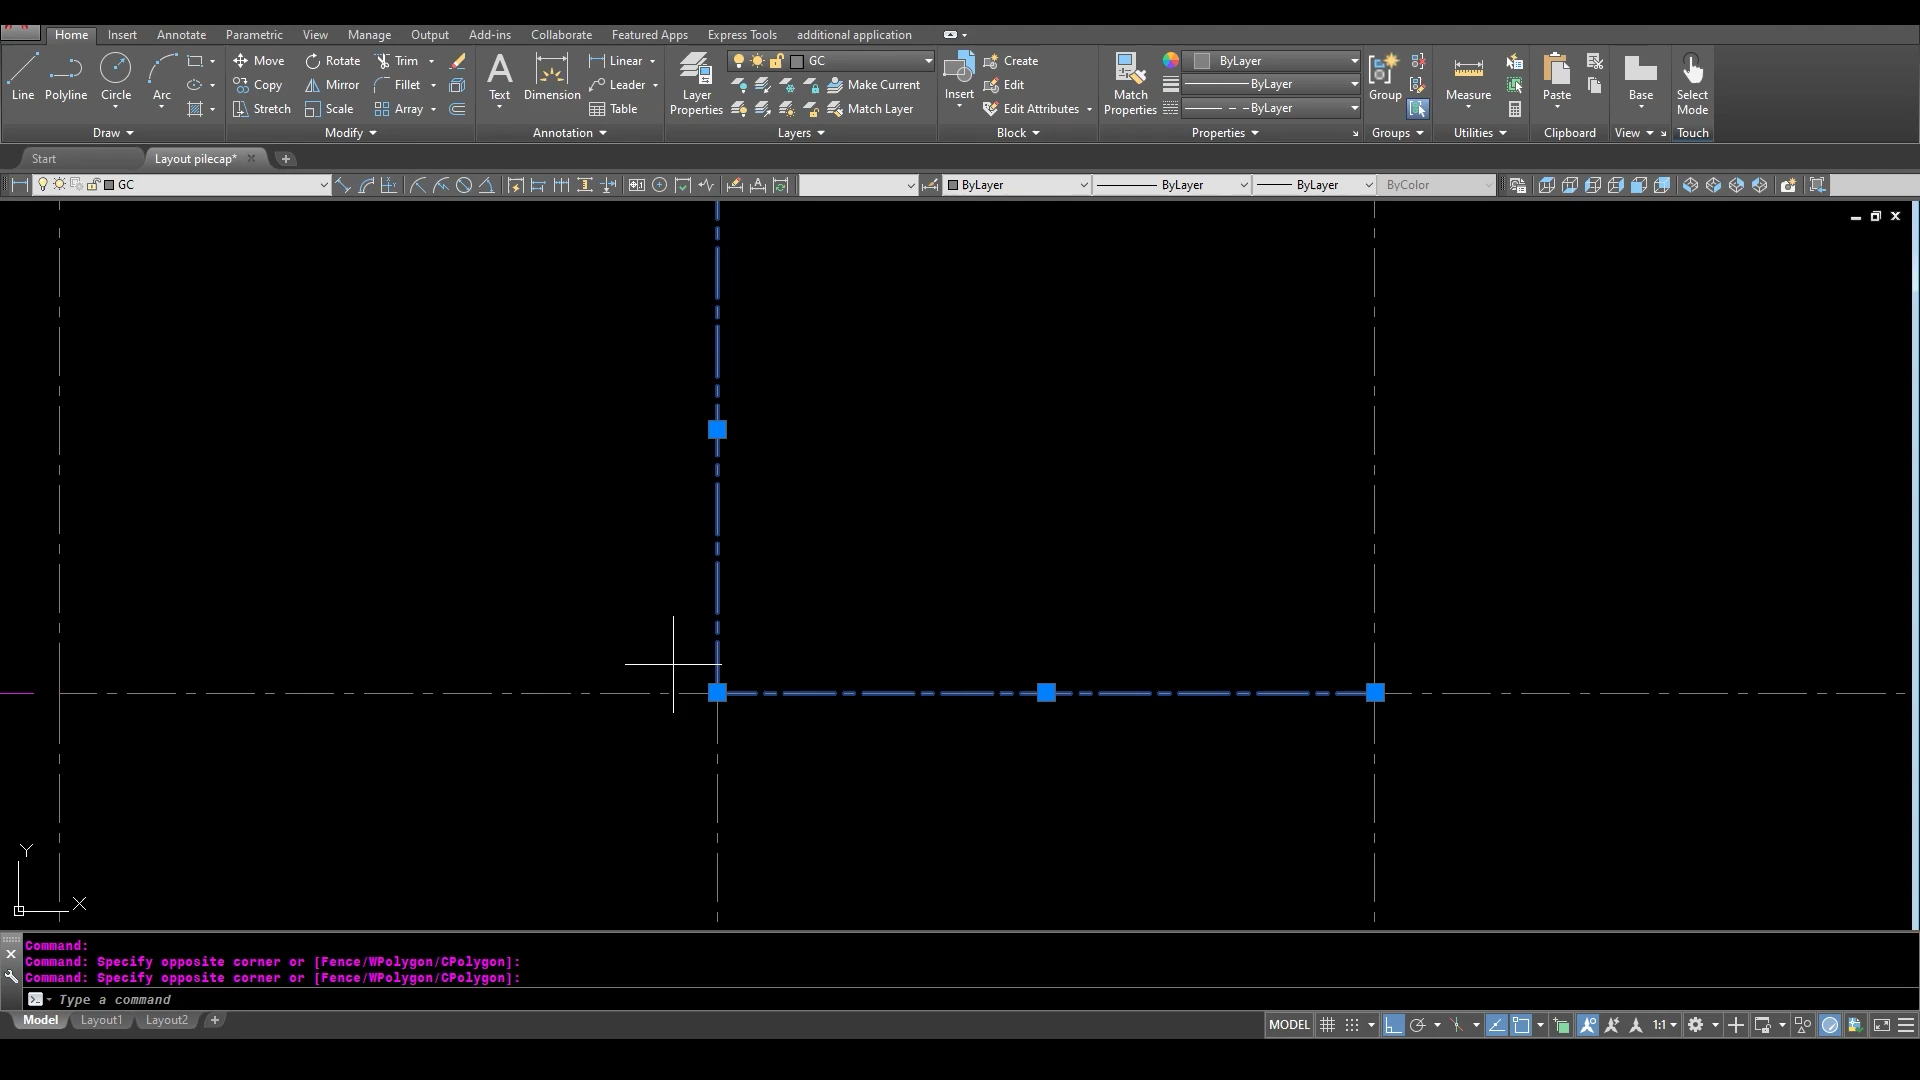 Home Insert Annotate Parametric View Manage Output Add-ins Collaborate Featured Apps Express Tools additional application
Line Polyline Circle Arc
Move Rotate Trim
Copy Mirror Fillet
Stretch Scale Array
Text Dimension
Linear
Leader
Table
Layer Properties
GC
Make Current
Match Layer
Insert
Create
Edit
Edit Attributes
Match Properties
ByLayer
ByLayer
ByLayer
Group
Measure
Paste
Base
Select Mode
Draw Modify Annotation Layers Block Properties Groups Utilities Clipboard View Touch
Start Layout pilecap*
GC ByLayer ByLayer ByLayer ByColor
Y
X
Command:
Command: Specify opposite corner or [Fence/WPolygon/CPolygon]:
Command: Specify opposite corner or [Fence/WPolygon/CPolygon]:
Type a command
Model Layout1 Layout2
MODEL 1:1